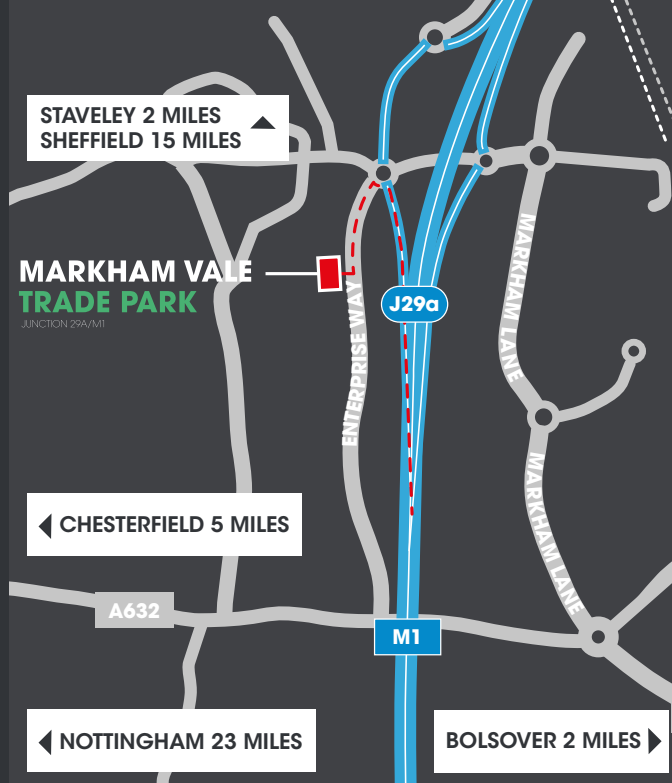 STAVELEY 2 MILES
SHEFFIELD 15 MILES
MARKHAM VALE
TRADE PARK
JUNCTION 29A/M1
J29a
ENTERPRISE WAY
MARKHAM LANE
MARKHAM LANE
CHESTERFIELD 5 MILES
A632
M1
NOTTINGHAM 23 MILES
BOLSOVER 2 MILES